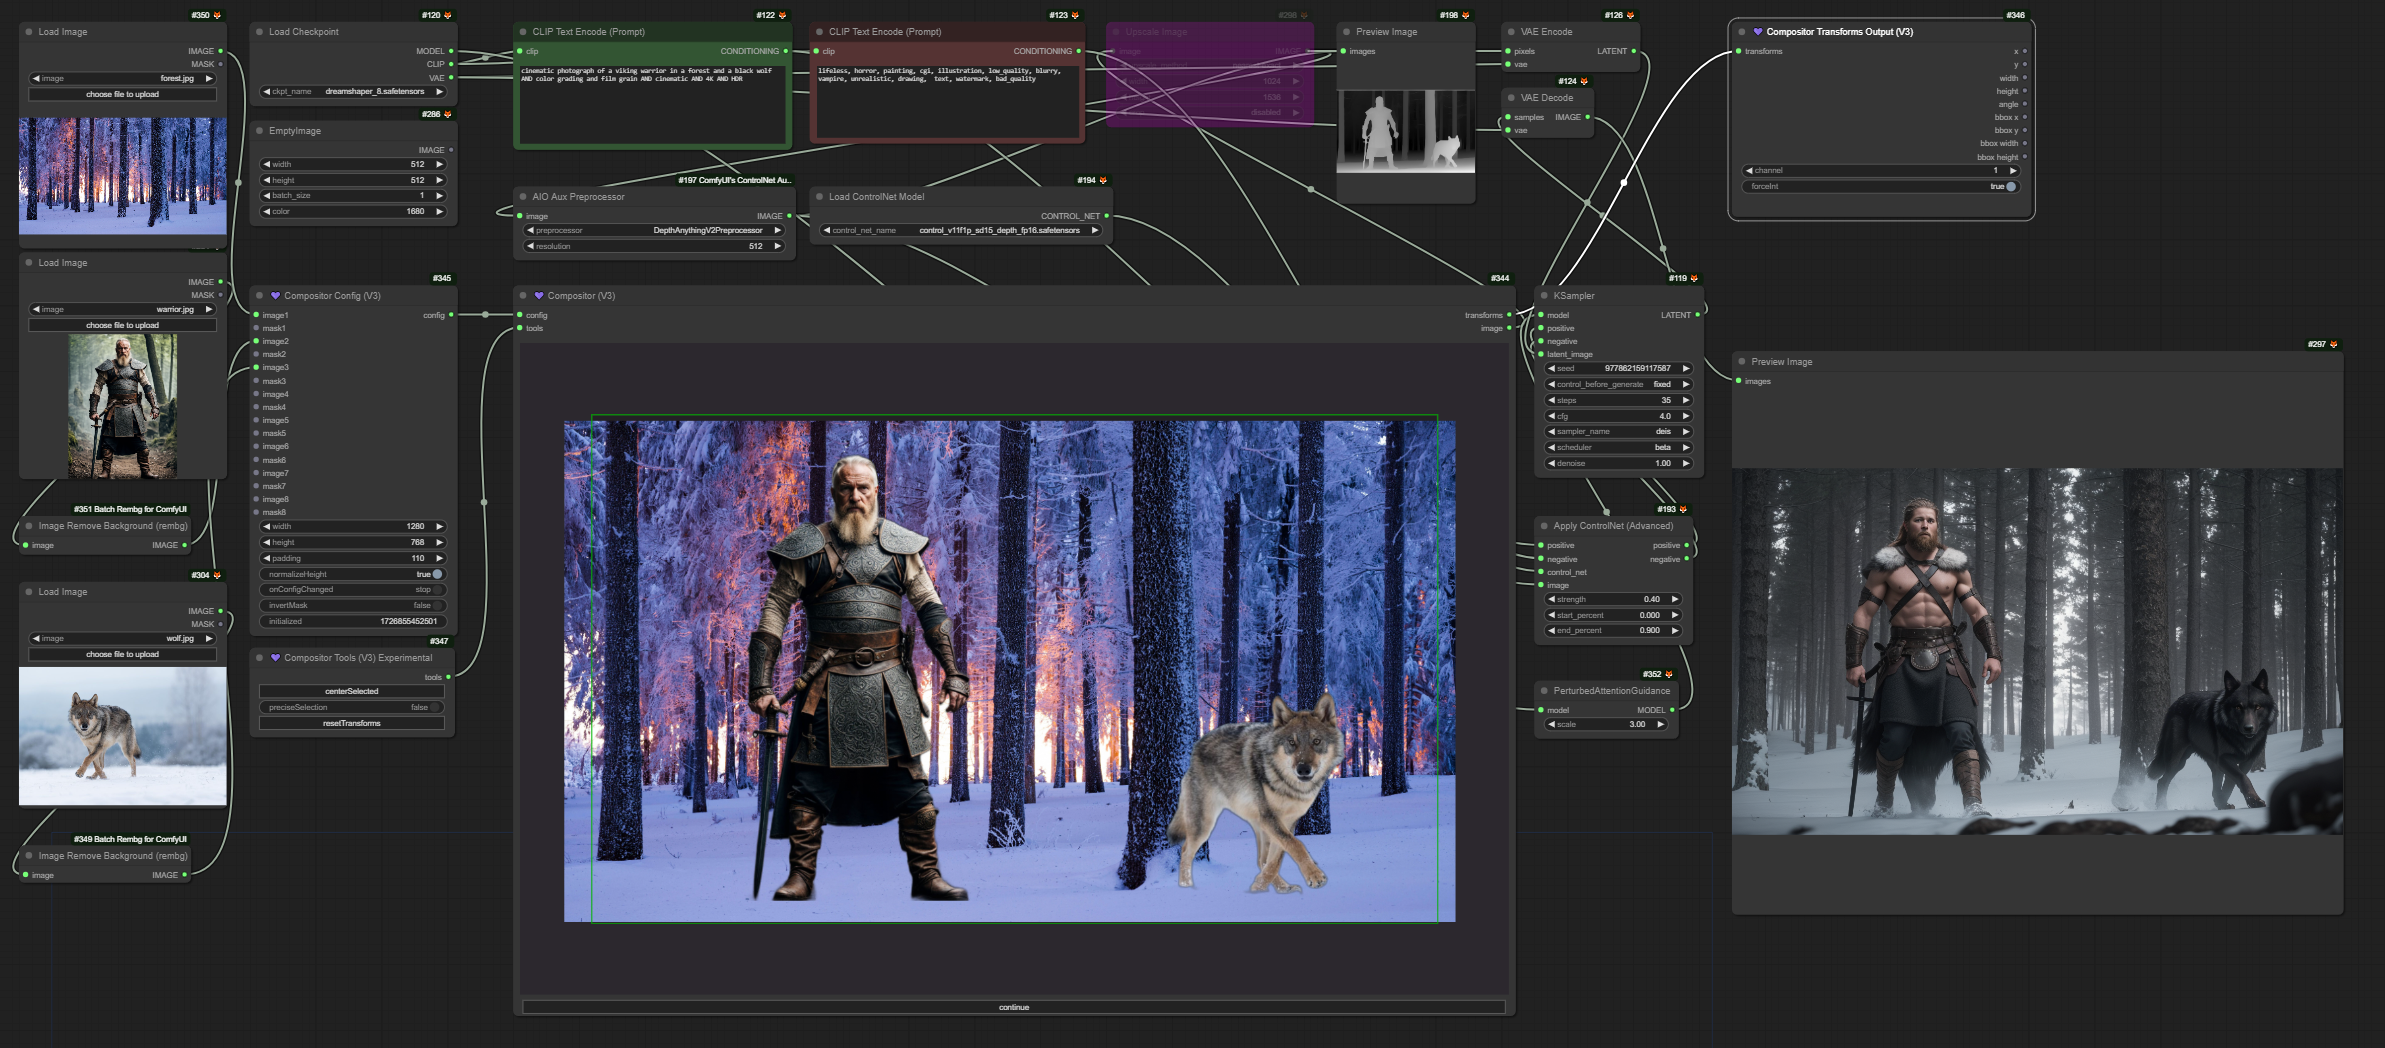 #350
Load Image
IMAGE
MASK
image forest.jpg
choose file to upload
Load Image
IMAGE
MASK
image warrior.jpg
choose file to upload
#351 Batch Rembg for ComfyUI
Image Remove Background (rembg)
image IMAGE
#304
Load Image
IMAGE
MASK
image wolf.jpg
choose file to upload
#349 Batch Rembg for ComfyUI
Image Remove Background (rembg)
image IMAGE
#120
Load Checkpoint
MODEL
CLIP
VAE
ckpt_name dreamshaper_8.safetensors
#286
EmptyImage
IMAGE
width 512
height 512
batch_size 1
color 1680
#345
Compositor Config (V3)
image1 config
mask1
image2
mask2
image3
mask3
image4
mask4
image5
mask5
image6
mask6
image7
mask7
image8
mask8
width 1280
height 768
padding 110
normalizeHeight true
onConfigChanged stop
invertMask false
initialized 1726855452501
#347
Compositor Tools (V3) Experimental
tools
centerSelected
preciseSelection false
resetTransforms
#122
CLIP Text Encode (Prompt)
clip CONDITIONING
cinematic photograph of a viking warrior in a forest and a black wolf
AND color grading and film grain AND cinematic AND 4K AND HDR
#123
CLIP Text Encode (Prompt)
clip CONDITIONING
lifeless, horror, painting, cgi, illustration, low_quality, blurry,
vampire, unrealistic, drawing, text, watermark, bad_quality
#298
Upscale Image
image IMAGE
1024
1536
disabled
#197 ComfyUI's ControlNet Au..
AIO Aux Preprocessor
image IMAGE
preprocessor DepthAnythingV2Preprocessor
resolution 512
#194
Load ControlNet Model
CONTROL_NET
control_net_name control_v11f1p_sd15_depth_fp16.safetensors
#198
Preview Image
images
#126
VAE Encode
pixels LATENT
vae
#124
VAE Decode
samples IMAGE
vae
#344
Compositor (V3)
config transforms
tools image
continue
#119
KSampler
model LATENT
positive
negative
latent_image
seed 977862159117587
control_before_generate fixed
steps 35
cfg 4.0
sampler_name deis
scheduler beta
denoise 1.00
#193
Apply ControlNet (Advanced)
positive positive
negative negative
control_net
image
strength 0.40
start_percent 0.000
end_percent 0.900
#352
PerturbedAttentionGuidance
model MODEL
scale 3.00
#346
Compositor Transforms Output (V3)
transforms x
y
width
height
angle
bbox x
bbox y
bbox width
bbox height
channel 1
forceInt true
#297
Preview Image
images